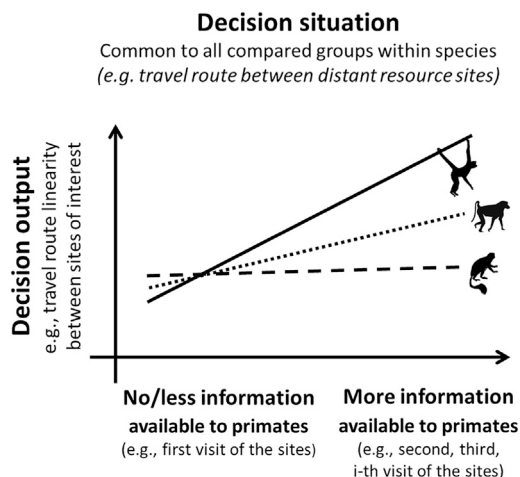 Decision situation
Common to all compared groups within species
(e.g. travel route between distant resource sites)
Decision output
e.g., travel route linearity
between sites of interest
No/less information
available to primates
(e.g., first visit of the sites)
More information
available to primates
(e.g., second, third,
i-th visit of the sites)